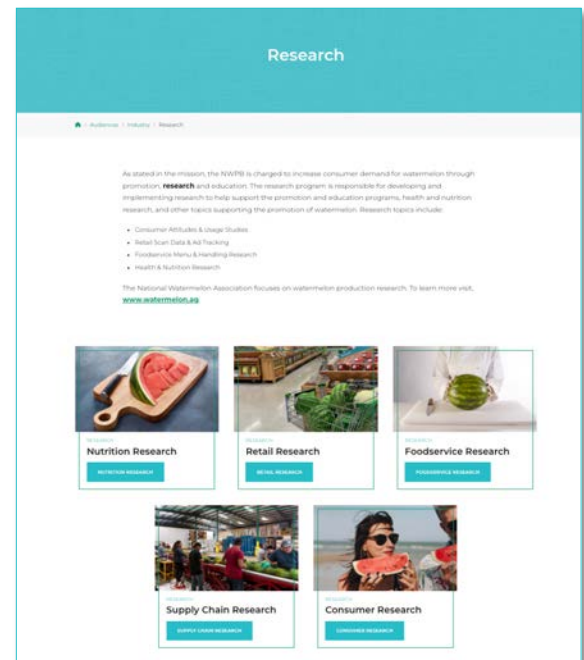 Research
Audiences / Industry / Research
As stated in the mission, the NWPB is charged to increase consumer demand for watermelon through
promotion, research and education. The research program is responsible for developing and
implementing research to help support the promotion and education programs, health and nutrition
research, and other topics supporting the promotion of watermelon. Research topics include:
• Consumer Attitudes & Usage Studies
• Retail Scan Data & Ad Tracking
• Foodservice Menu & Handling Research
• Health & Nutrition Research
The National Watermelon Association focuses on watermelon production research. To learn more visit,
www.watermelon.ag
RESEARCH
Nutrition Research
NUTRITION RESEARCH
RESEARCH
Retail Research
RETAIL RESEARCH
RESEARCH
Foodservice Research
FOODSERVICE RESEARCH
RESEARCH
Supply Chain Research
SUPPLY CHAIN RESEARCH
RESEARCH
Consumer Research
CONSUMER RESEARCH